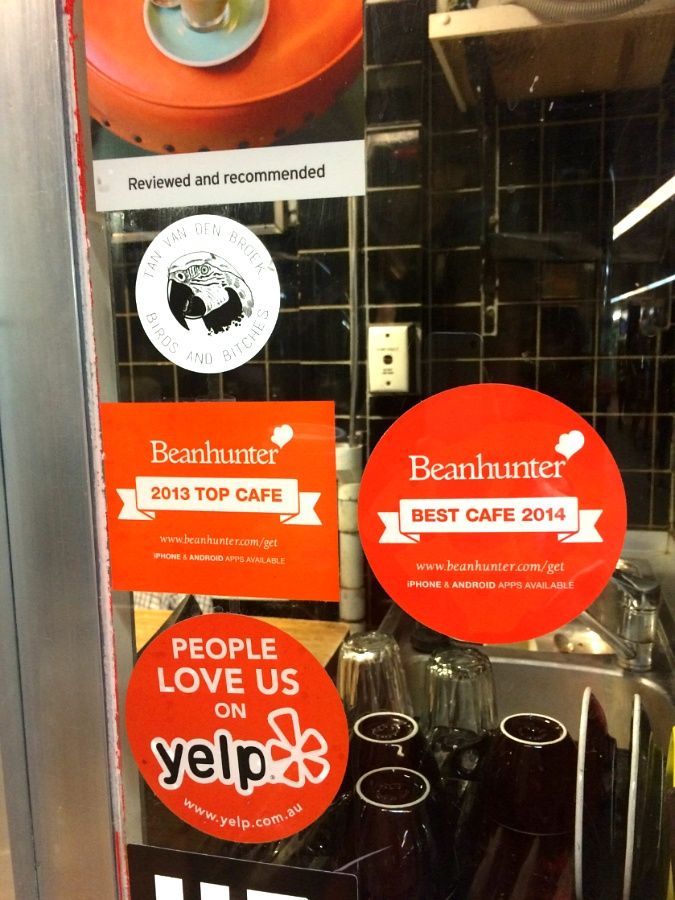 Reviewed and recommended
TAN VAN DEN BROEK
BIRDS AND BITCHES
Beanhunter
2013 TOP CAFE
www.beanhunter.com/get
iPHONE & ANDROID APPS AVAILABLE
Beanhunter
BEST CAFE 2014
www.beanhunter.com/get
iPHONE & ANDROID APPS AVAILABLE
PEOPLE
LOVE US
ON
yelp
www.yelp.com.au